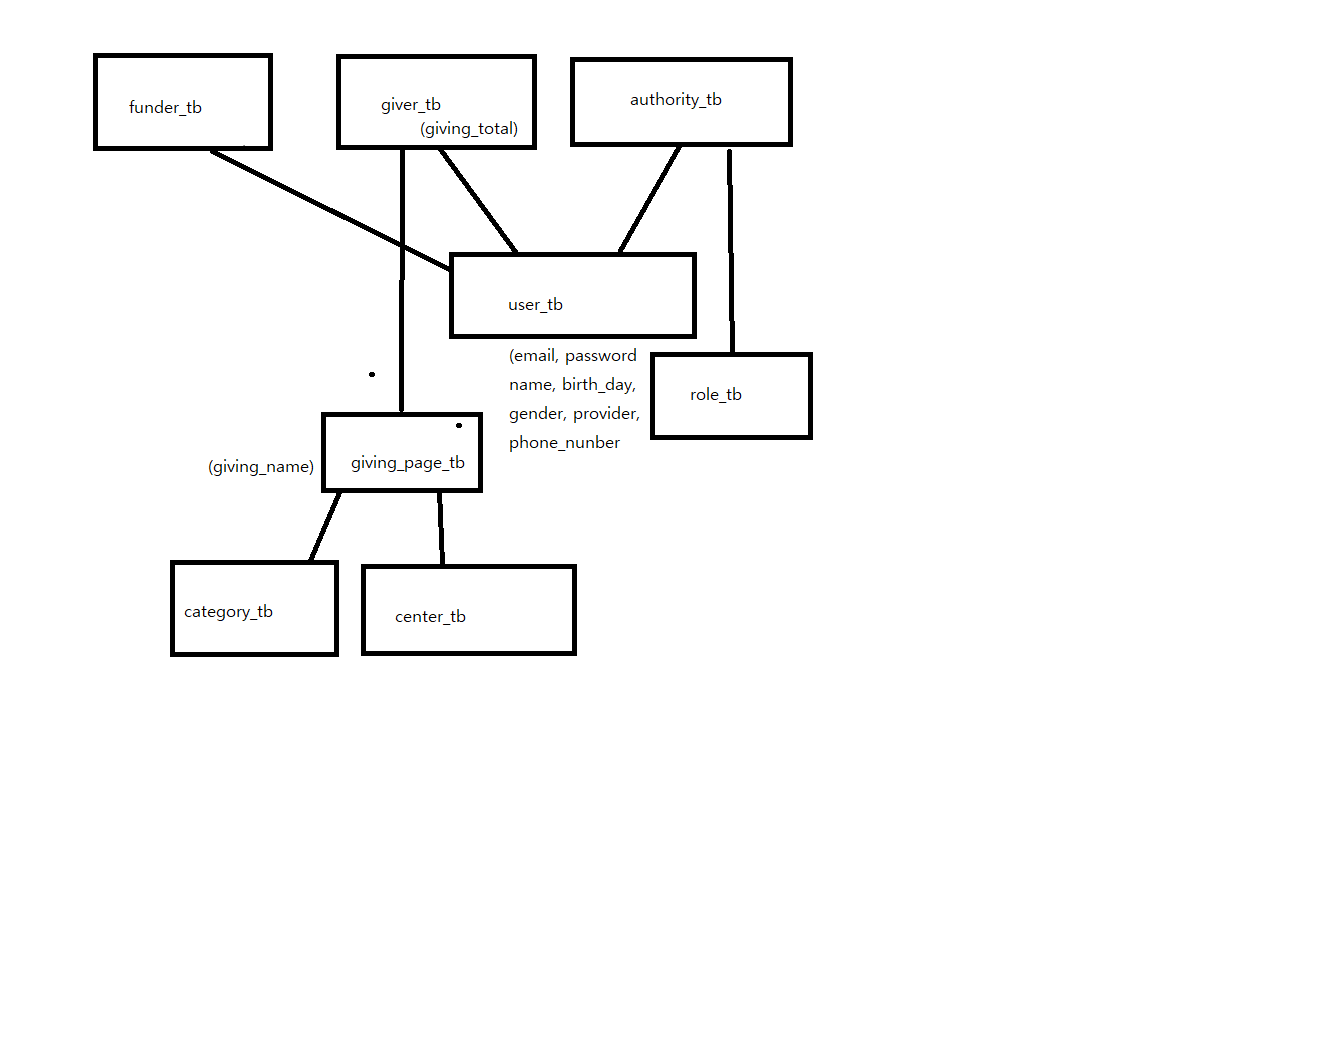 funder_tb
giver_tb
(giving_total)
authority_tb
user_tb
(email, password
name, birth_day,
gender, provider,
phone_nunber
role_tb
(giving_name)
giving_page_tb
category_tb
center_tb